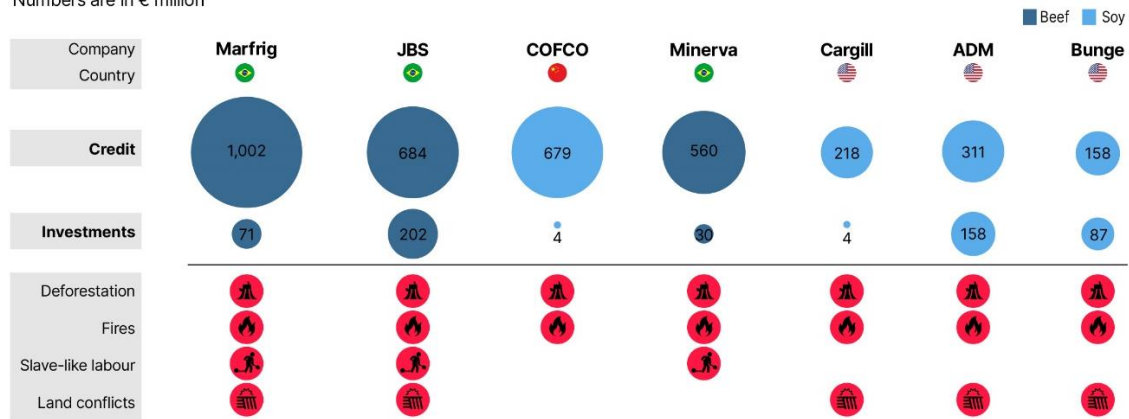 Numbers are in € million
Beef Soy
Company Marfrig JBS COFCO Minerva Cargill ADM Bunge
Country
Credit 1,002 684 679 560 218 311 158
Investments 71 202 4 30 4 158 87
Deforestation
Fires
Slave-like labour
Land conflicts